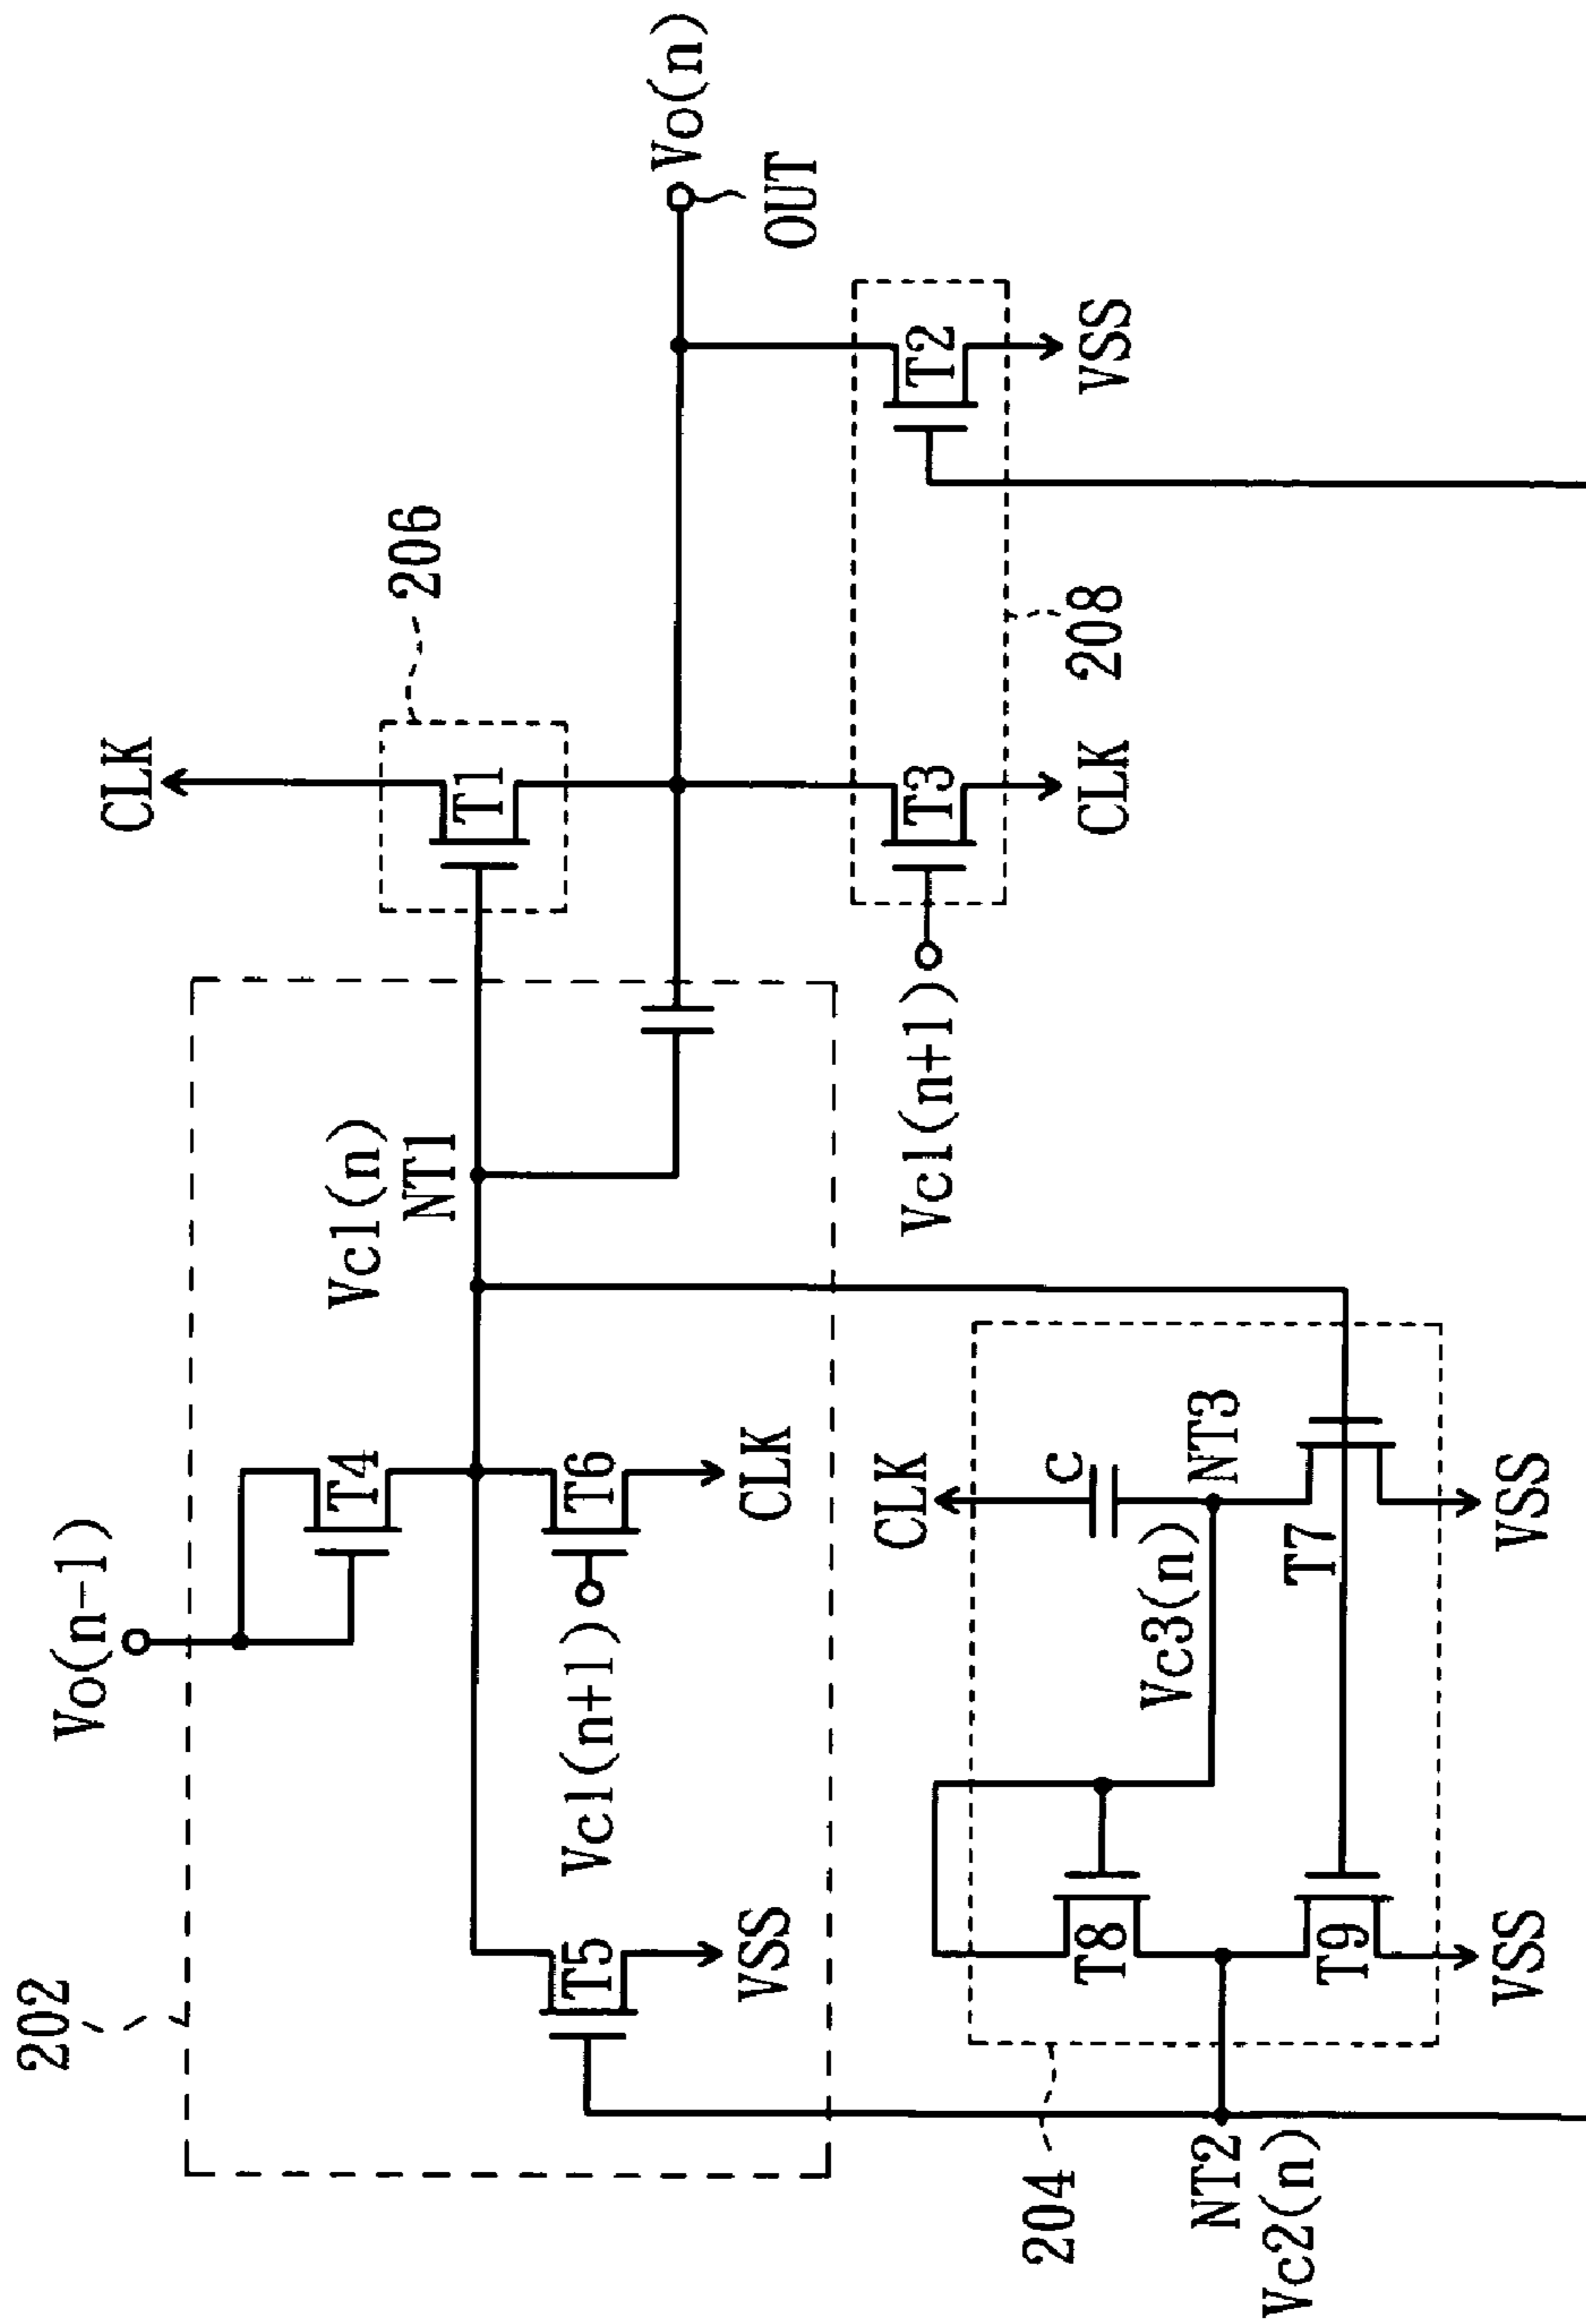 202
Vo(n-1)
CLK
T4
Vc1(n)
NT1
206
T1
T5
Vc1(n+1)
T6
Vo(n)
VSS
CLK
OUT
CLK
Vc1(n+1)
T3
T2
204
c
T8
208
CLK
VSS
Vc3(n)
NT2
NT3
Vc2(n)
T7
T9
VSS
VSS